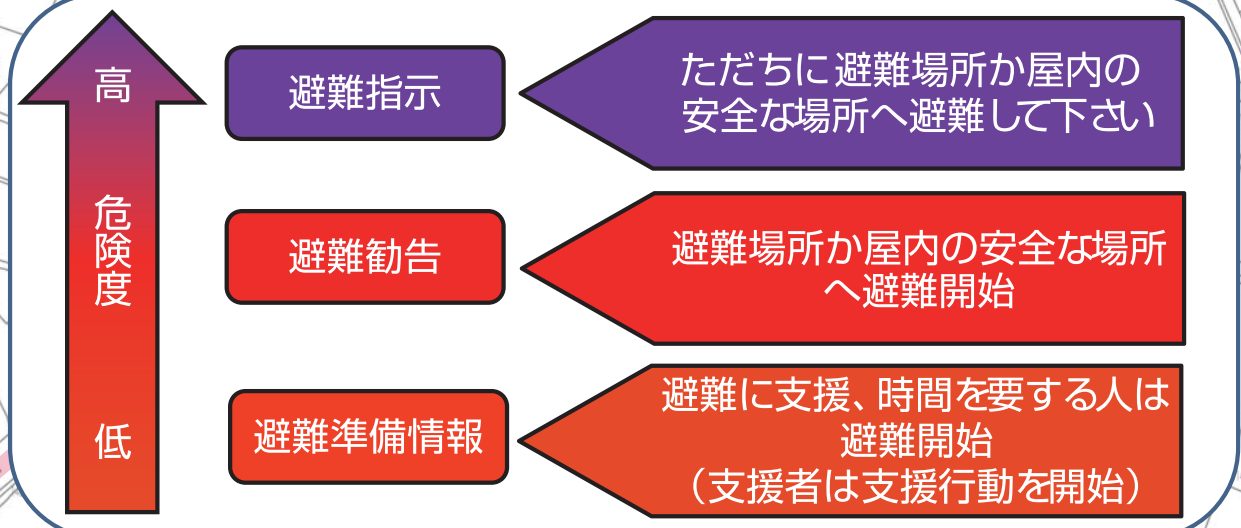 高
危険度
低
避難指示
ただちに避難場所か屋内の
安全な場所へ避難して下さい
避難勧告
避難場所か屋内の安全な場所
へ避難開始
避難準備情報
避難に支援、時間を要する人は
避難開始
（支援者は支援行動を開始）